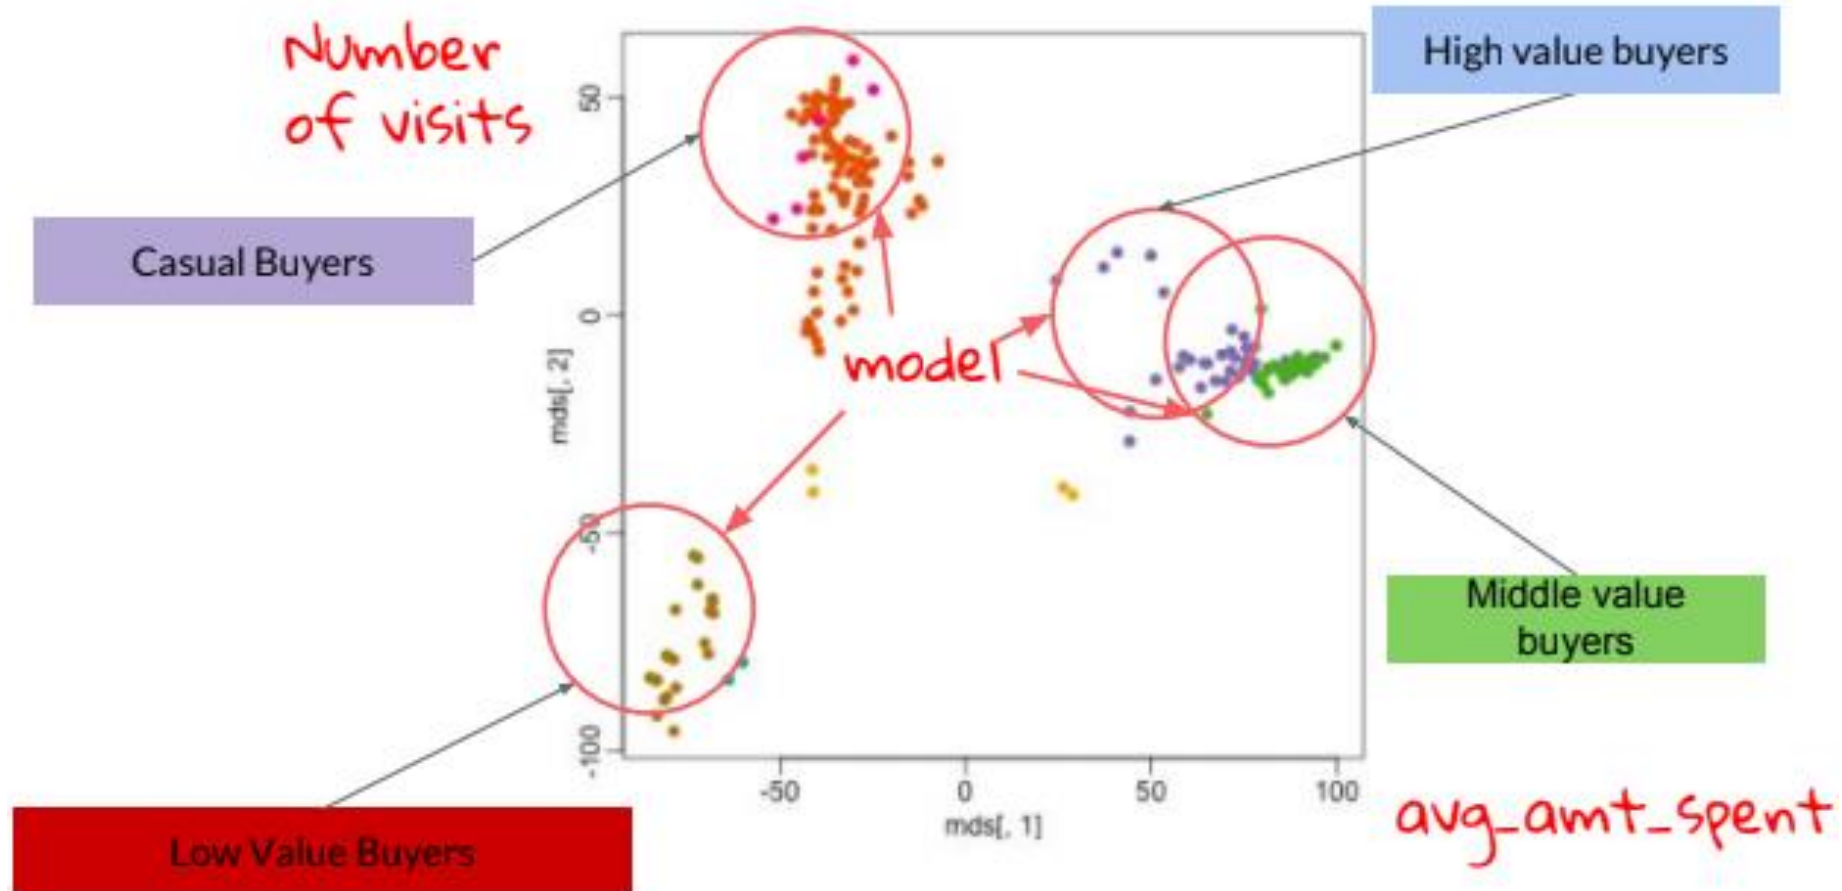 Number
of visits
High value buyers
Casual Buyers
model
Middle value
buyers
Low Value Buyers
avg_amt_spent
mds[, 2]
50
0
-50
-100
-50
0
50
100
mds[, 1]